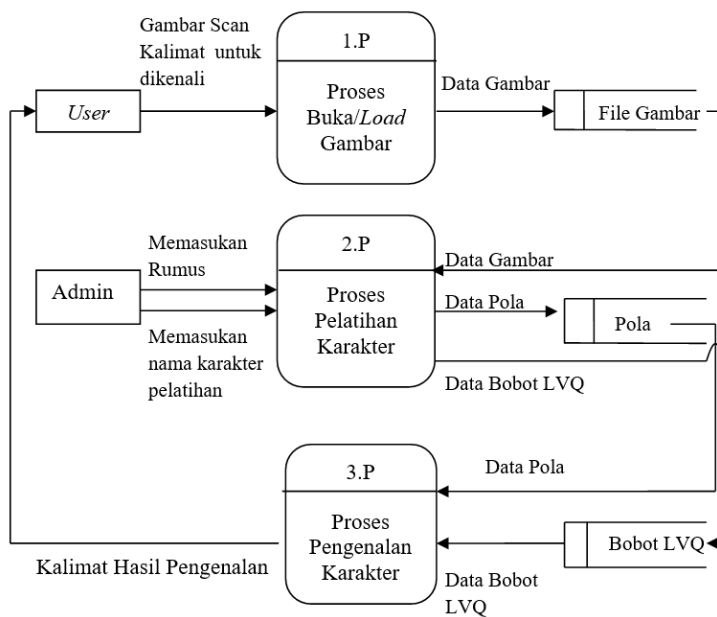 Gambar Scan
Kalimat untuk
dikenali
User
1.P
Proses
Buka/Load
Gambar
Data Gambar
File Gambar
Admin
Memasukan
Rumus
Memasukan
nama karakter
pelatihan
2.P
Proses
Pelatihan
Karakter
Data Gambar
Data Pola
Pola
Data Bobot LVQ
3.P
Proses
Pengenalan
Karakter
Data Pola
Bobot LVQ
Data Bobot
LVQ
Kalimat Hasil Pengenalan